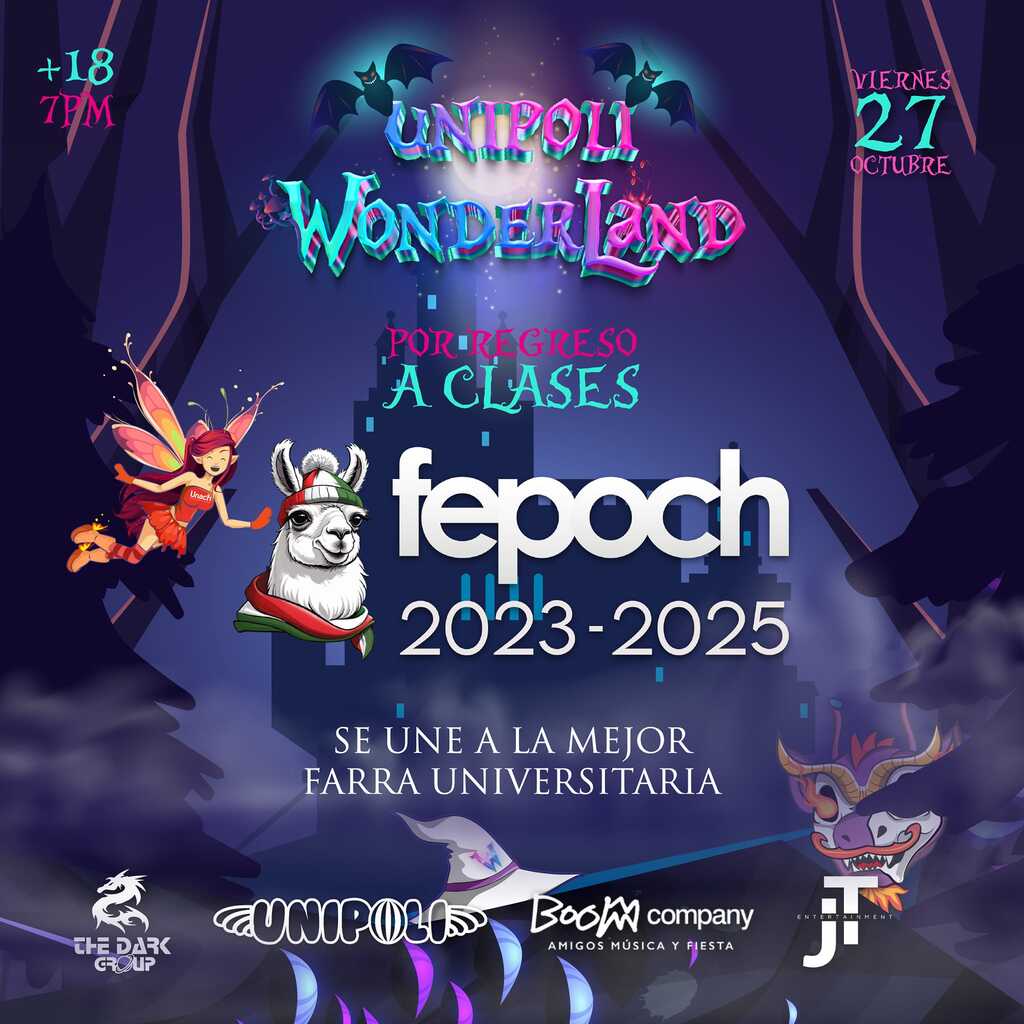 +18
7PM
VIERNES
27
OCTUBRE
UNIPOLI
WONDERLAND
POR REGRESO
A CLASES
Unach
fepoch
2023-2025
SE UNE A LA MEJOR
FARRA UNIVERSITARIA
W
THE DARK
GROUP
UNIPOLI
BOOM company
AMIGOS MÚSICA Y FIESTA
JT
ENTERTAINMENT